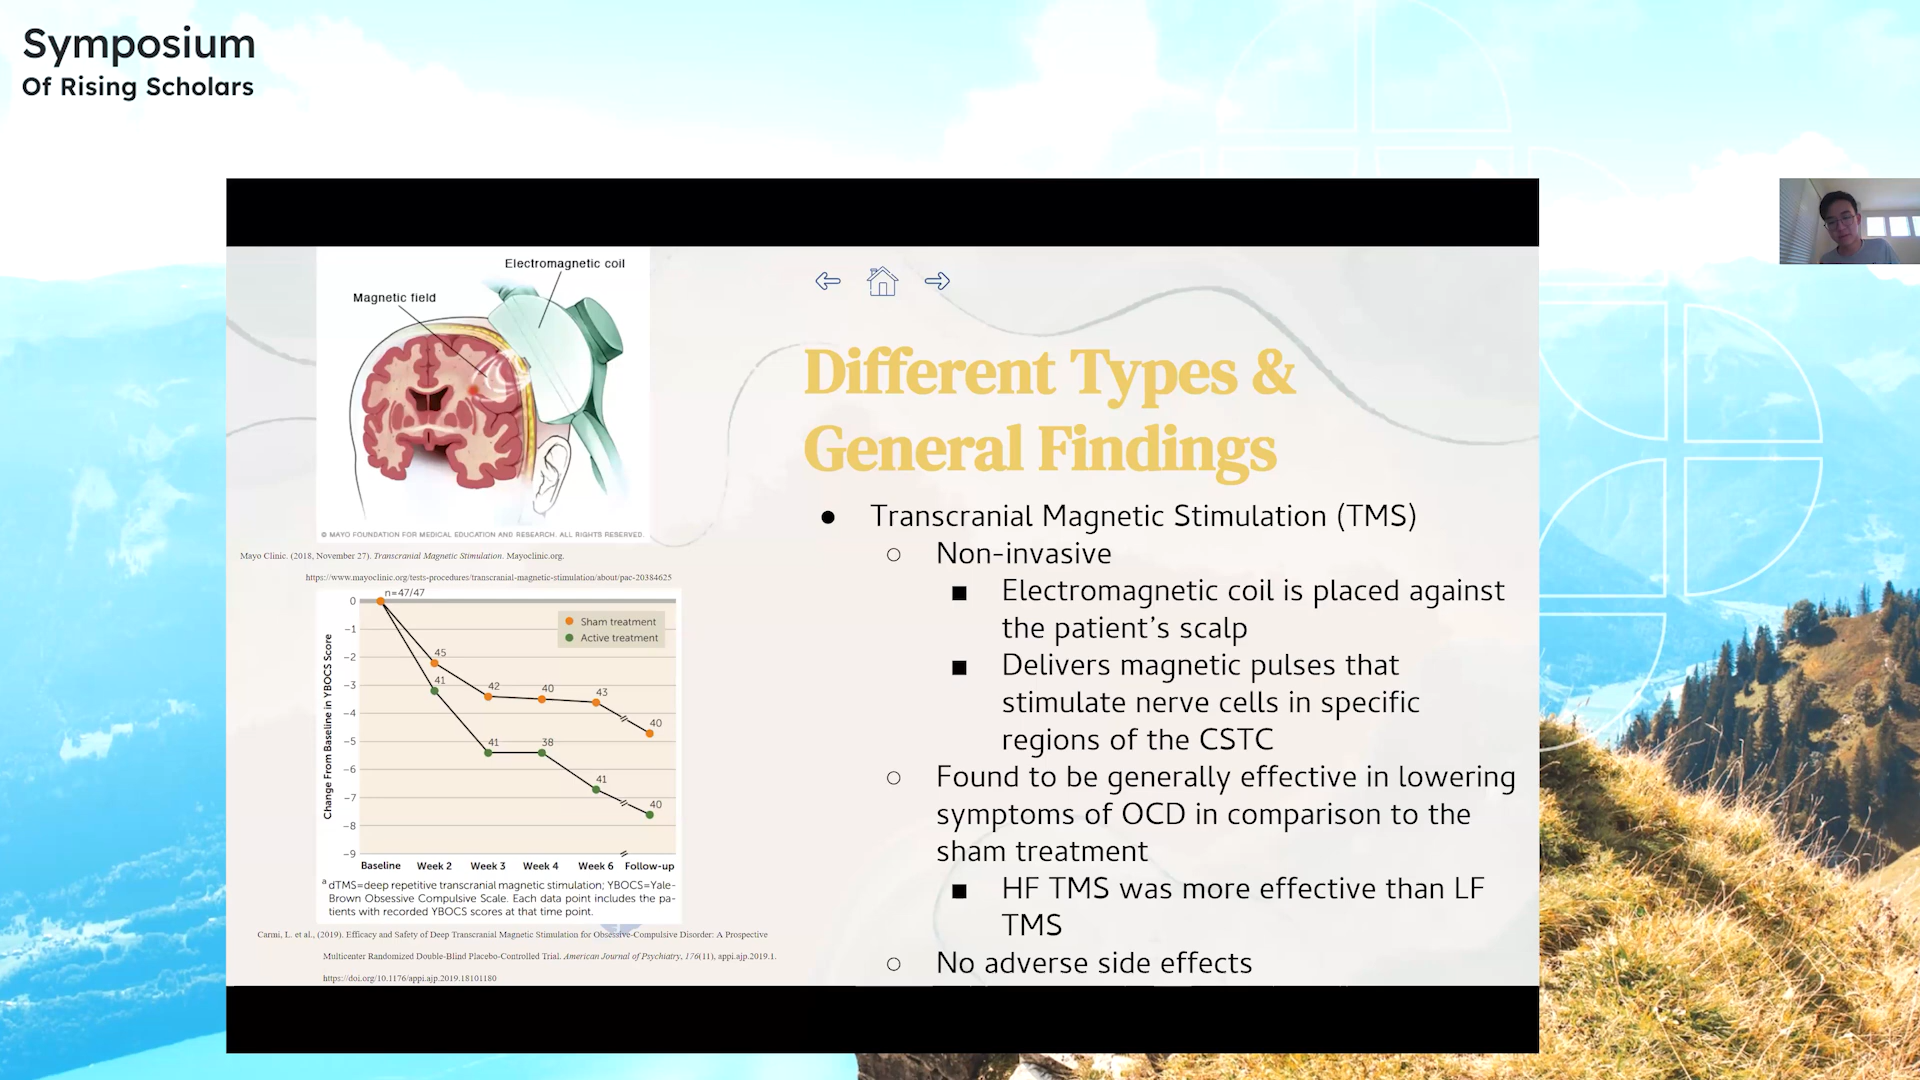 Symposium
Of Rising Scholars
Electromagnetic coil
Magnetic field
© MAYO FOUNDATION FOR MEDICAL EDUCATION AND RESEARCH. ALL RIGHTS RESERVED.
Mayo Clinic. (2018, November 27). Transcranial Magnetic Stimulation. Mayoclinic.org.
https://www.mayoclinic.org/tests-procedures/transcranial-magnetic-stimulation/about/pac-20384625
n=47/47
Sham treatment
Active treatment
Change From Baseline in YBOCS Score
0
−1
−2
−3
−4
−5
−6
−7
−8
−9
45
42
40
43
40
41
41
38
41
40
Baseline Week 2 Week 3 Week 4 Week 6 Follow-up
a dTMS=deep repetitive transcranial magnetic stimulation; YBOCS=Yale-
Brown Obsessive Compulsive Scale. Each data point includes the pa-
tients with recorded YBOCS scores at that time point.
Carmi, L. et al., (2019). Efficacy and Safety of Deep Transcranial Magnetic Stimulation for Obsessive-Compulsive Disorder: A Prospective
Multicenter Randomized Double-Blind Placebo-Controlled Trial. American Journal of Psychiatry, 176(11), appi.ajp.2019.1.
https://doi.org/10.1176/appi.ajp.2019.18101180
Different Types &
General Findings
● Transcranial Magnetic Stimulation (TMS)
○ Non-invasive
■ Electromagnetic coil is placed against
the patient's scalp
■ Delivers magnetic pulses that
stimulate nerve cells in specific
regions of the CSTC
○ Found to be generally effective in lowering
symptoms of OCD in comparison to the
sham treatment
■ HF TMS was more effective than LF
TMS
○ No adverse side effects